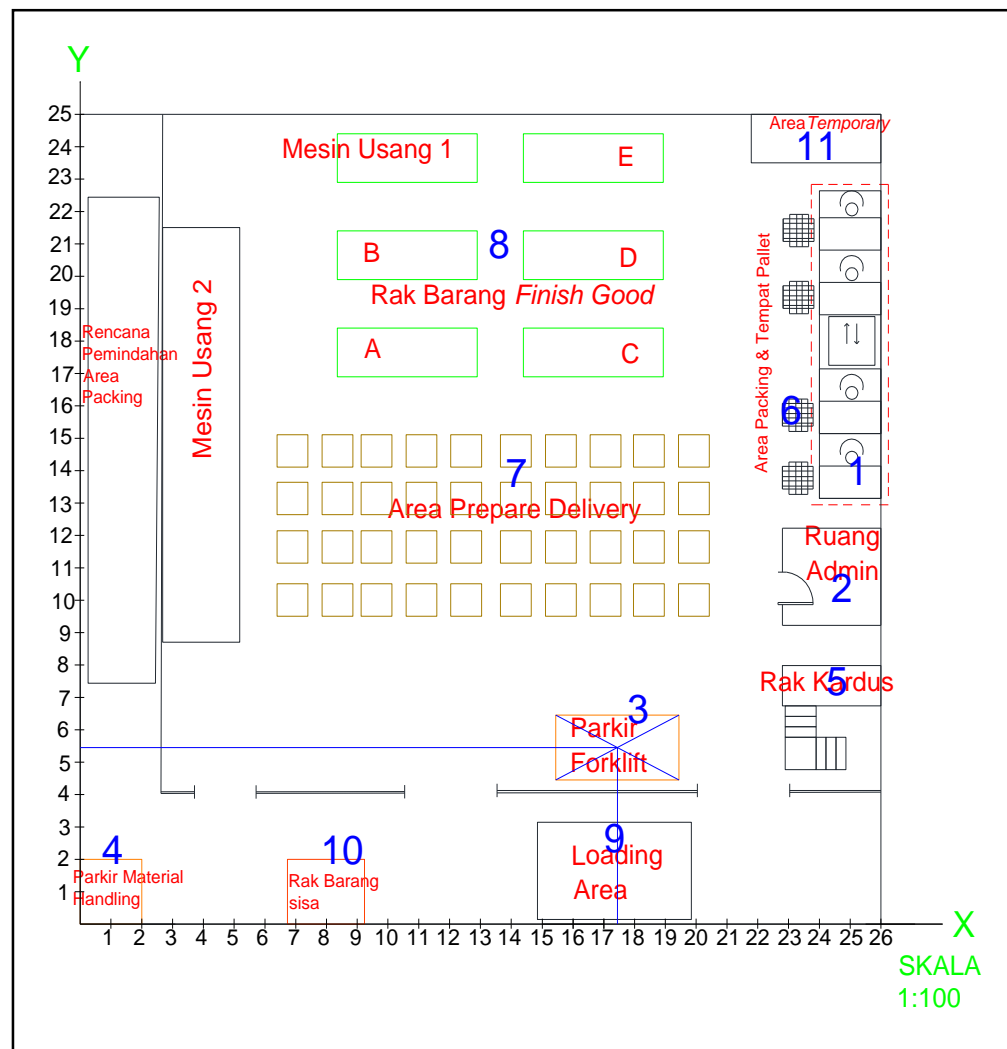 Y
25
24
23
22
21
20
19
18
17
16
15
14
13
12
11
10
9
8
7
6
5
4
3
2
1
Mesin Usang 1
E
Area Temporary
11
B
8
D
Rak Barang Finish Good
A
C
Rencana
Pemindahan
Area
Packing
Mesin Usang 2
Area Packing & Tempat Pallet
6
1
7
Area Prepare Delivery
Ruang
Admin
2
5
Rak Kardus
3
Parkir
Forklift
4
Parkir Material
Handling
10
Rak Barang
sisa
9
Loading
Area
1 2 3 4 5 6 7 8 9 10 11 12 13 14 15 16 17 18 19 20 21 22 23 24 25 26
X
SKALA
1:100